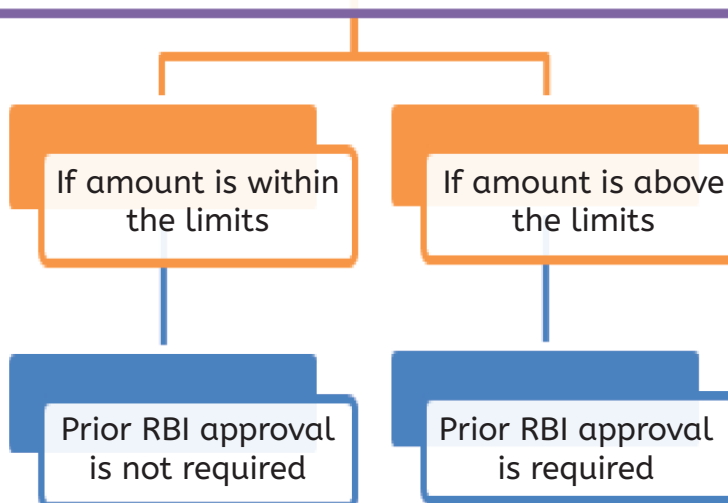 If amount is within
the limits
If amount is above
the limits
Prior RBI approval
is not required
Prior RBI approval
is required